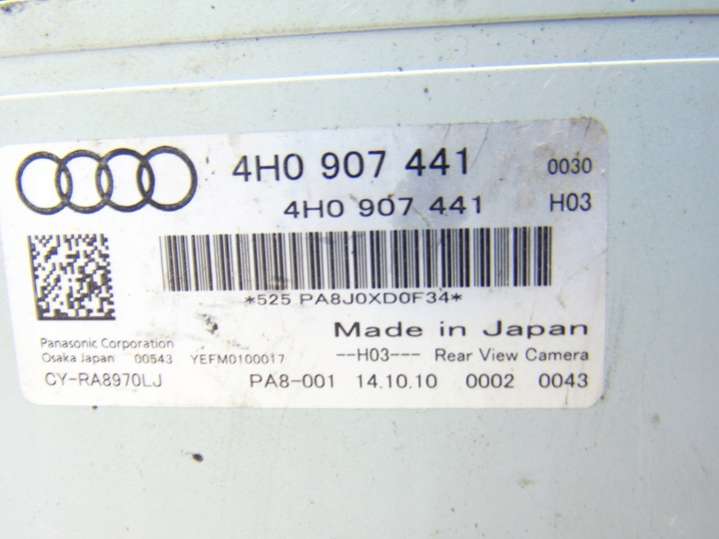 4H0 907 441 0030
4H0 907 441 H03
*525 PA8J0XD0F34*
Made in Japan
Panasonic Corporation
Osaka Japan 00543 YEFM0100017 --H03--- Rear View Camera
CY-RA8970LJ PA8-001 14.10.10 0002 0043